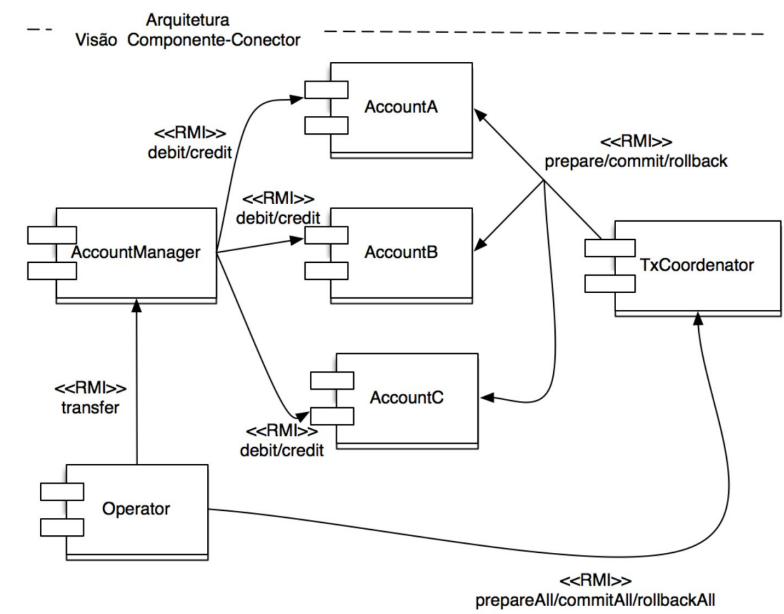 Arquitetura
Visão Componente-Conector
AccountA
<<RMI>>
debit/credit
<<RMI>>
prepare/commit/rollback
<<RMI>>
debit/credit
AccountManager
AccountB
TxCoordenator
<<RMI>>
transfer
AccountC
<<RMI>>
debit/credit
Operator
<<RMI>>
prepareAll/commitAll/rollbackAll